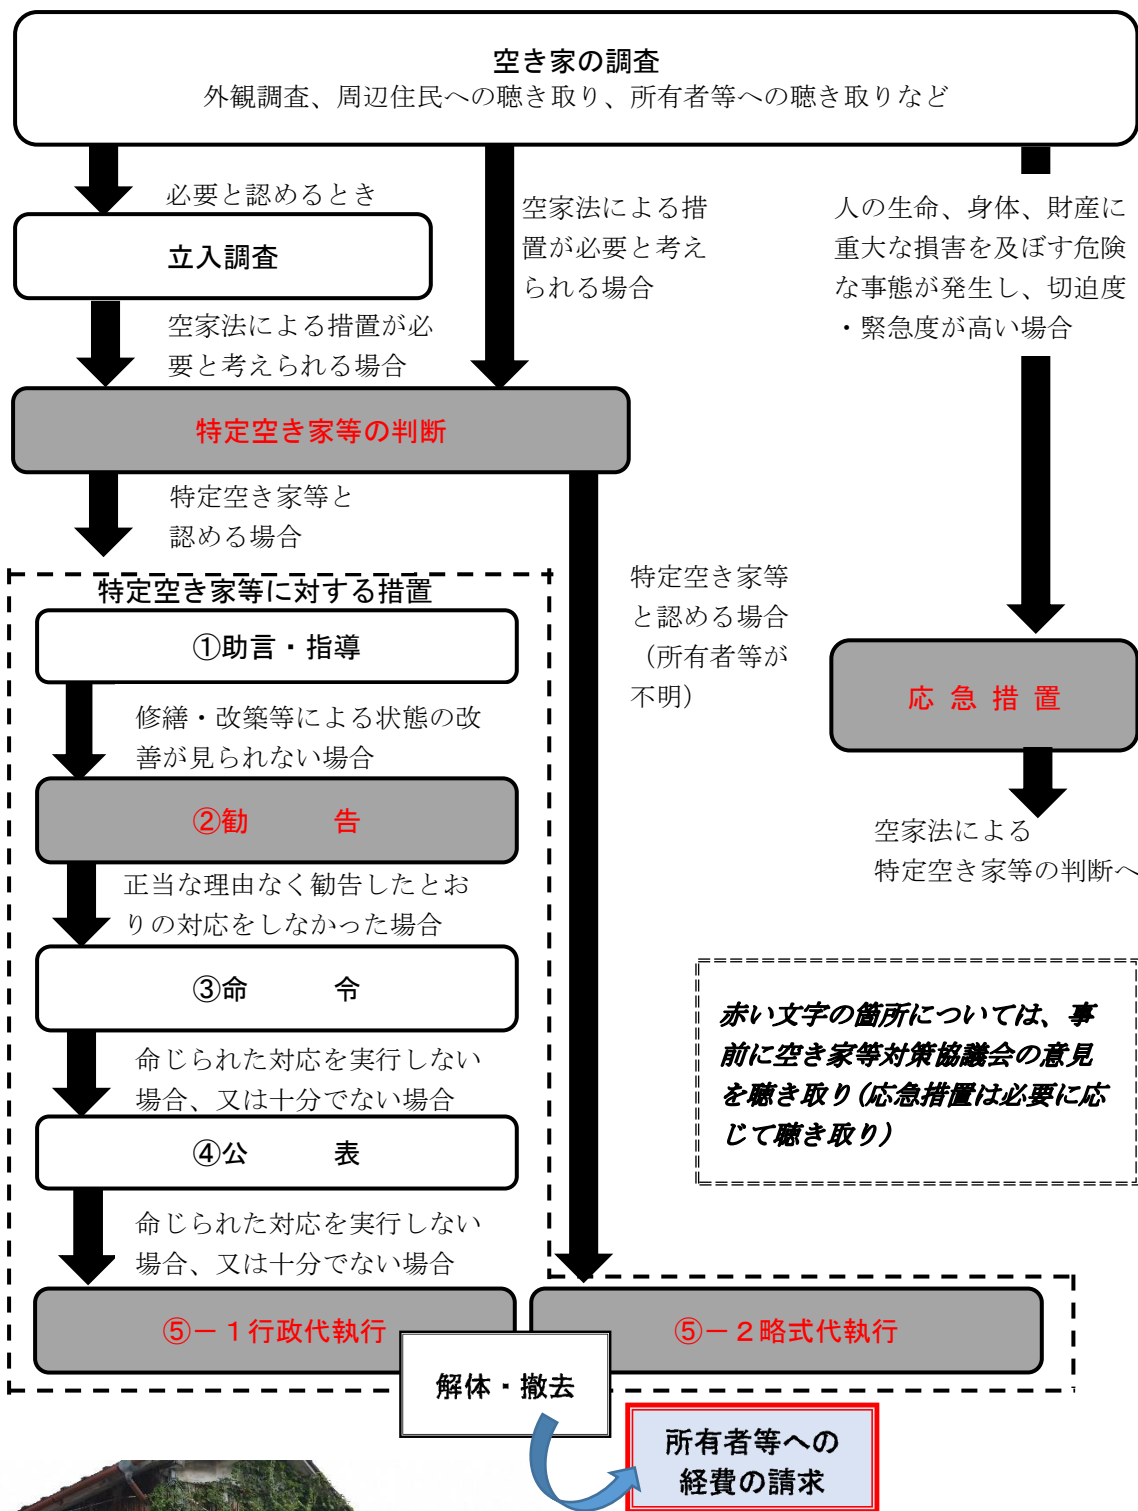 空き家の調査
外観調査、周辺住民への聴き取り、所有者等への聴き取りなど
必要と認めるとき
立入調査
空家法による措置が必
要と考えられる場合
空家法による措
置が必要と考え
られる場合
人の生命、身体、財産に
重大な損害を及ぼす危険
な事態が発生し、切迫度
・緊急度が高い場合
特定空き家等の判断
特定空き家等と
認める場合
特定空き家等に対する措置
①助言・指導
修繕・改築等による状態の改
善が見られない場合
②勧　　　告
正当な理由なく勧告したとお
りの対応をしなかった場合
③命　　　令
命じられた対応を実行しない
場合、又は十分でない場合
④公　　　表
命じられた対応を実行しない
場合、又は十分でない場合
特定空き家等
と認める場合
（所有者等が
不明）
応 急 措 置
空家法による
特定空き家等の判断へ
赤い文字の箇所については、事
前に空き家等対策協議会の意見
を聴き取り(応急措置は必要に応
じて聴き取り)
⑤－１行政代執行
⑤－２略式代執行
解体・撤去
所有者等への
経費の請求